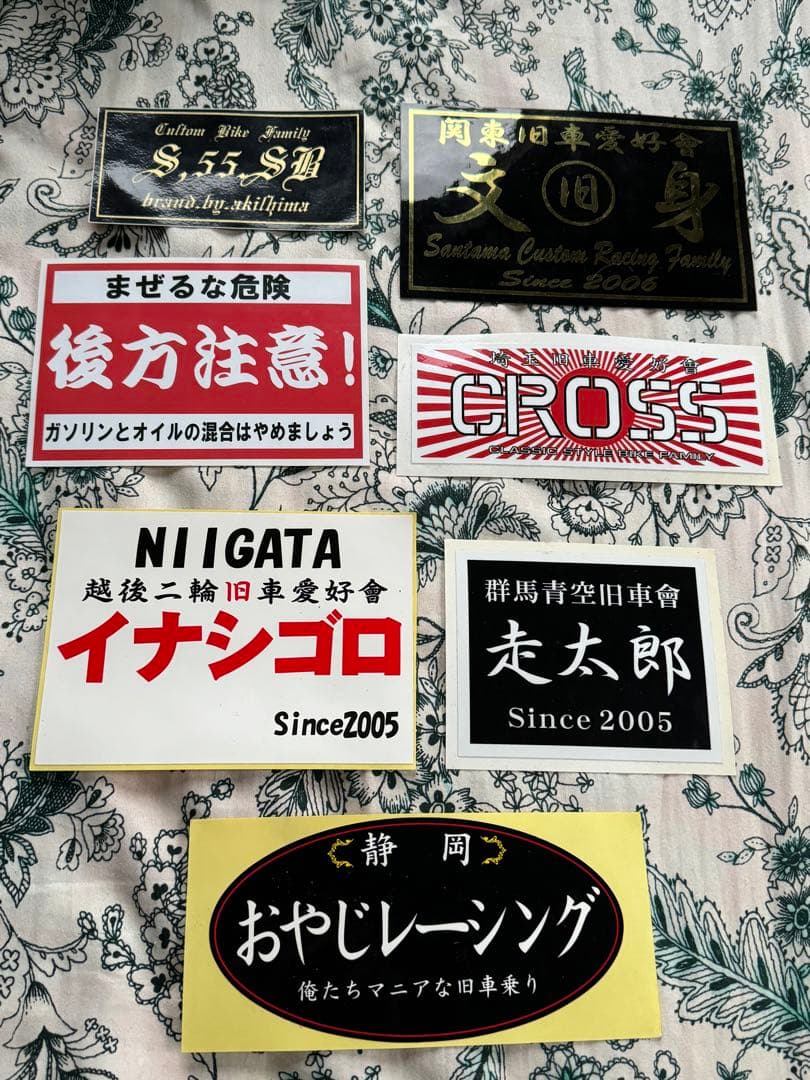 Custom Bike Family
S,55,SB
brand.by.akishima
関東旧車愛好會
文 旧 身
Santama Custom Racing Family
Since 2006
まぜるな危険
後方注意!
ガソリンとオイルの混合はやめましょう
埼玉旧車愛好會
CROSS
CLASSIC STYLE BIKE FAMILY
NIIGATA
越後二輪旧車愛好會
イナシゴロ
Since2005
群馬青空旧車會
走太郎
Since 2005
静岡
おやじレーシング
俺たちマニアな旧車乗り